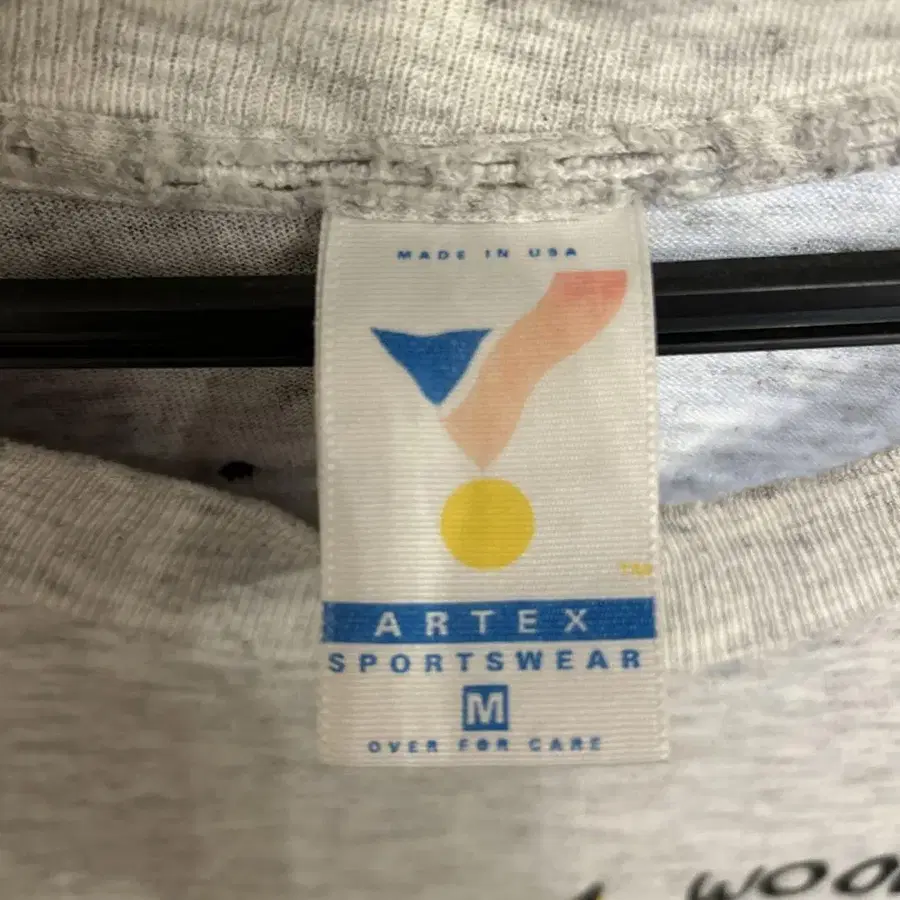 MADE IN USA
TM
ARTEX
SPORTSWEAR
M
OVER FOR CARE